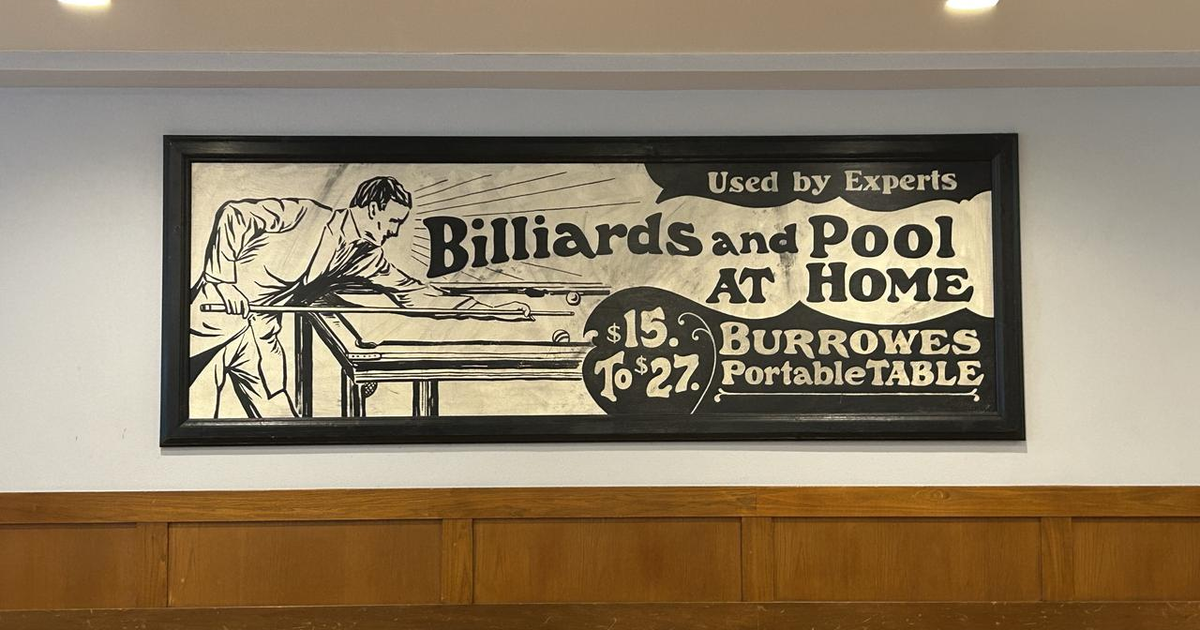 Used by Experts
Billiards and Pool
AT HOME
$15.
To $27.
BURROWES
Portable TABLE